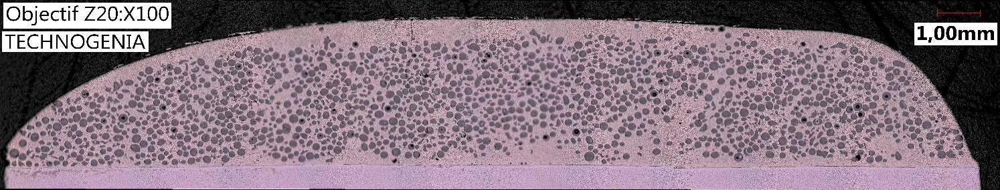 Objectif Z20:X100
TECHNOGENIA
1,00mm